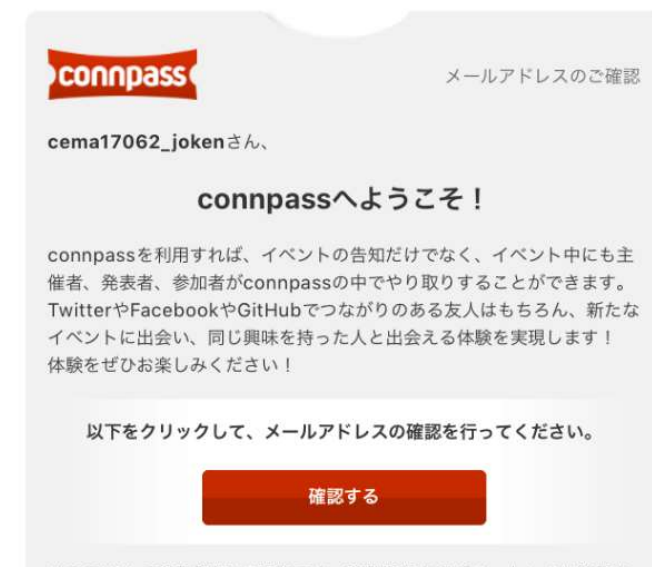 connpass
メールアドレスのご確認
cema17062_jokenさん、
connpassへようこそ！
connpassを利用すれば、イベントの告知だけでなく、イベント中にも主
催者、発表者、参加者がconnpassの中でやり取りすることができます。
TwitterやFacebookやGitHubでつながりのある友人はもちろん、新たな
イベントに出会い、同じ興味を持った人と出会える体験を実現します！
体験をぜひお楽しみください！
以下をクリックして、メールアドレスの確認を行ってください。
確認する